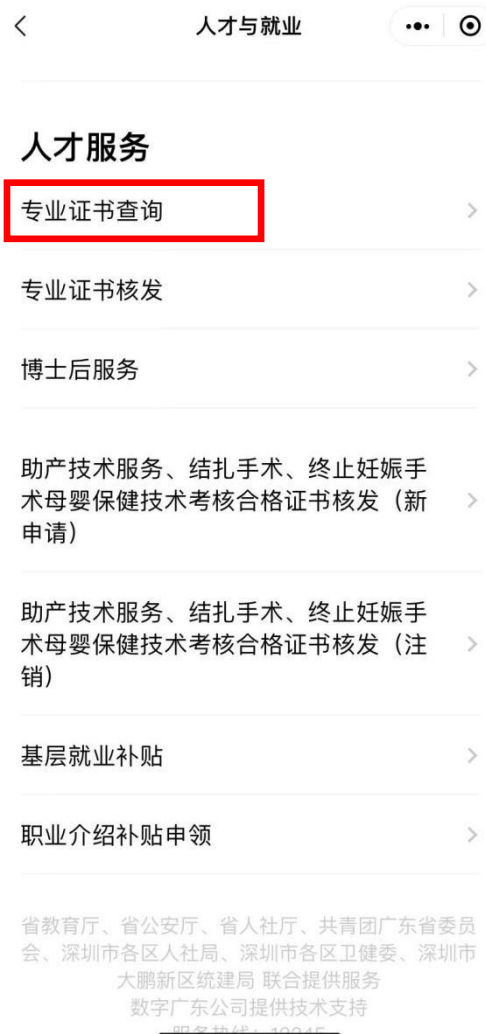 人才与就业
人才服务
专业证书查询
专业证书核发
博士后服务
助产技术服务、结扎手术、终止妊娠手
术母婴保健技术考核合格证书核发（新
申请）
助产技术服务、结扎手术、终止妊娠手
术母婴保健技术考核合格证书核发（注
销）
基层就业补贴
职业介绍补贴申领
省教育厅、省公安厅、省人社厅、共青团广东省委员
会、深圳市各区人社局、深圳市各区卫健委、深圳市
大鹏新区统建局 联合提供服务
数字广东公司提供技术支持
服务热线：12345